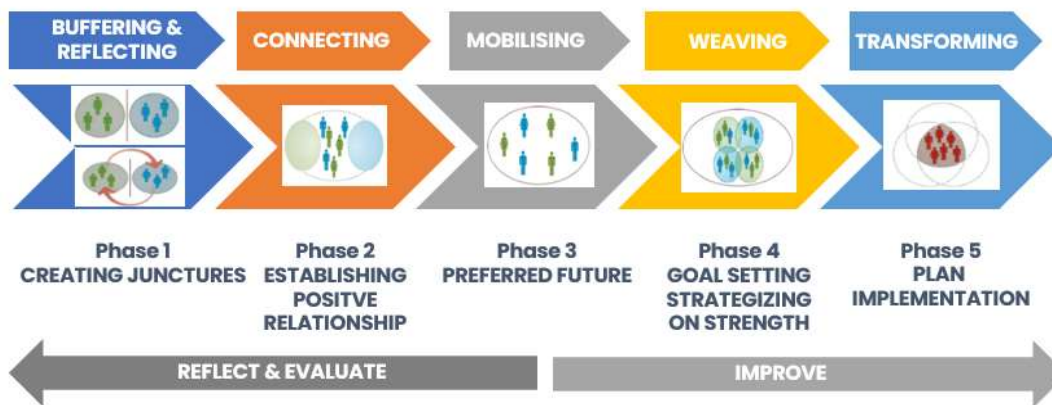 BUFFERING &
REFLECTING
CONNECTING
MOBILISING
WEAVING
TRANSFORMING
Phase 1
CREATING JUNCTURES
Phase 2
ESTABLISHING
POSITVE
RELATIONSHIP
Phase 3
PREFERRED FUTURE
Phase 4
GOAL SETTING
STRATEGIZING
ON STRENGTH
Phase 5
PLAN
IMPLEMENTATION
REFLECT & EVALUATE
IMPROVE